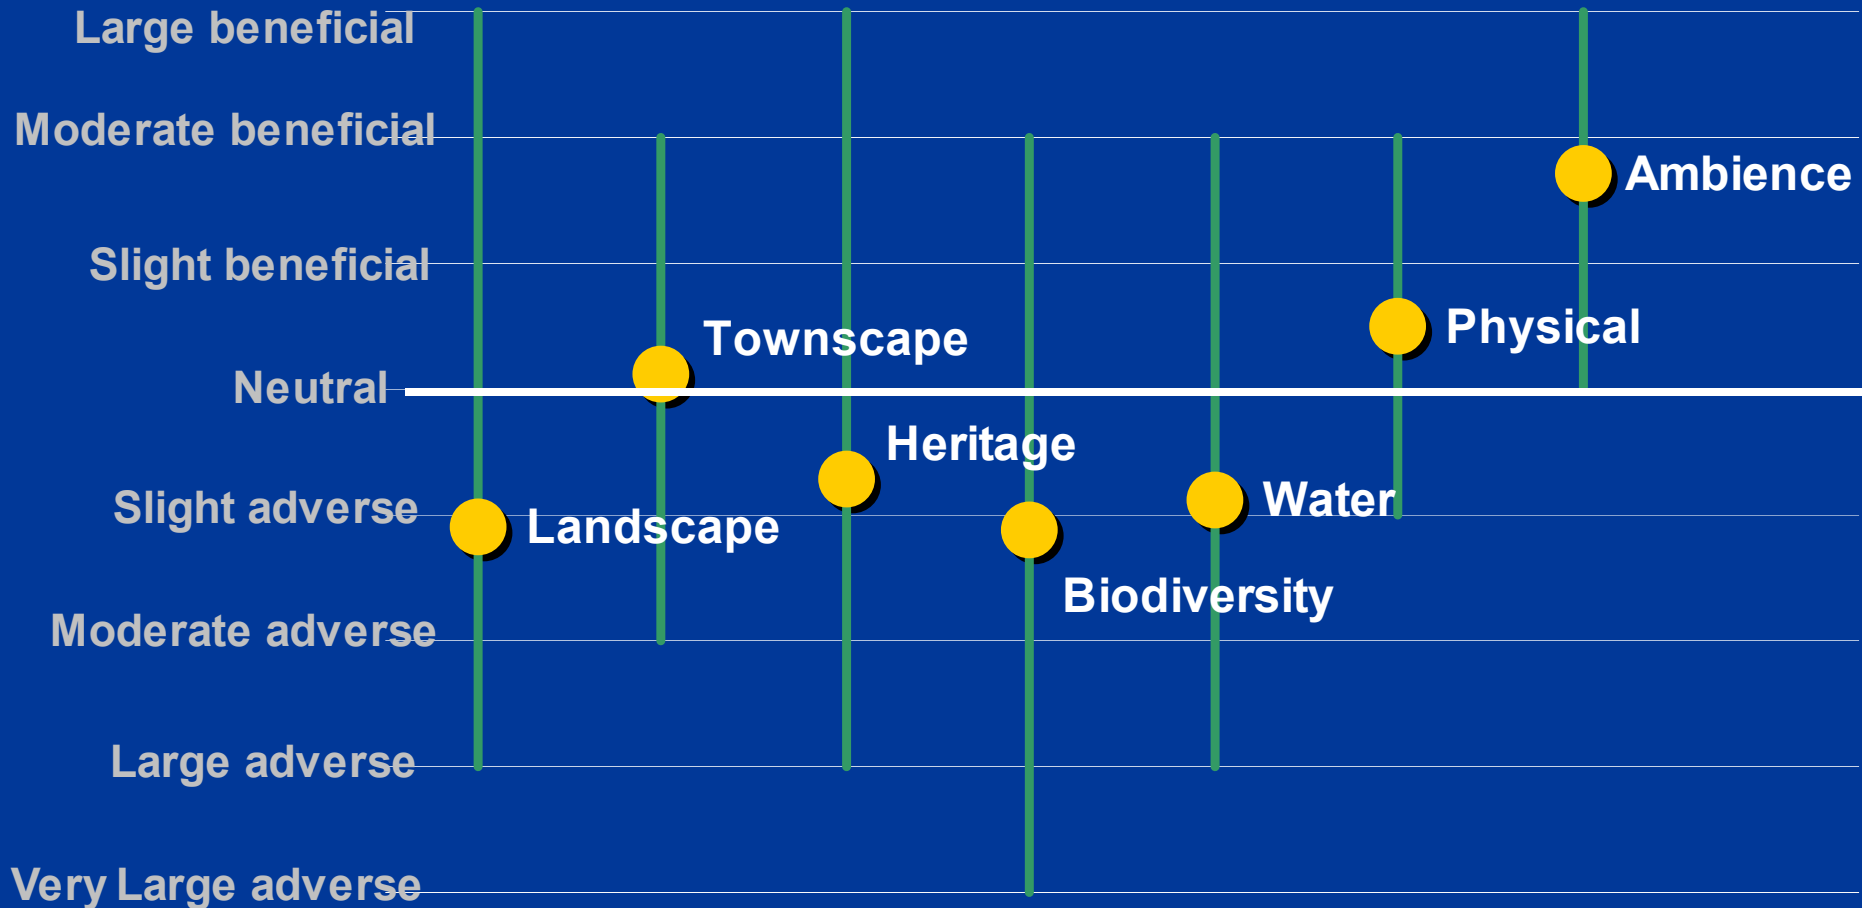 Large beneficial
Moderate beneficial
Ambience
Slight beneficial
Physical
Townscape
Neutral
Heritage
Water
Slight adverse
Landscape
Biodiversity
Moderate adverse
Large adverse
Very Large adverse